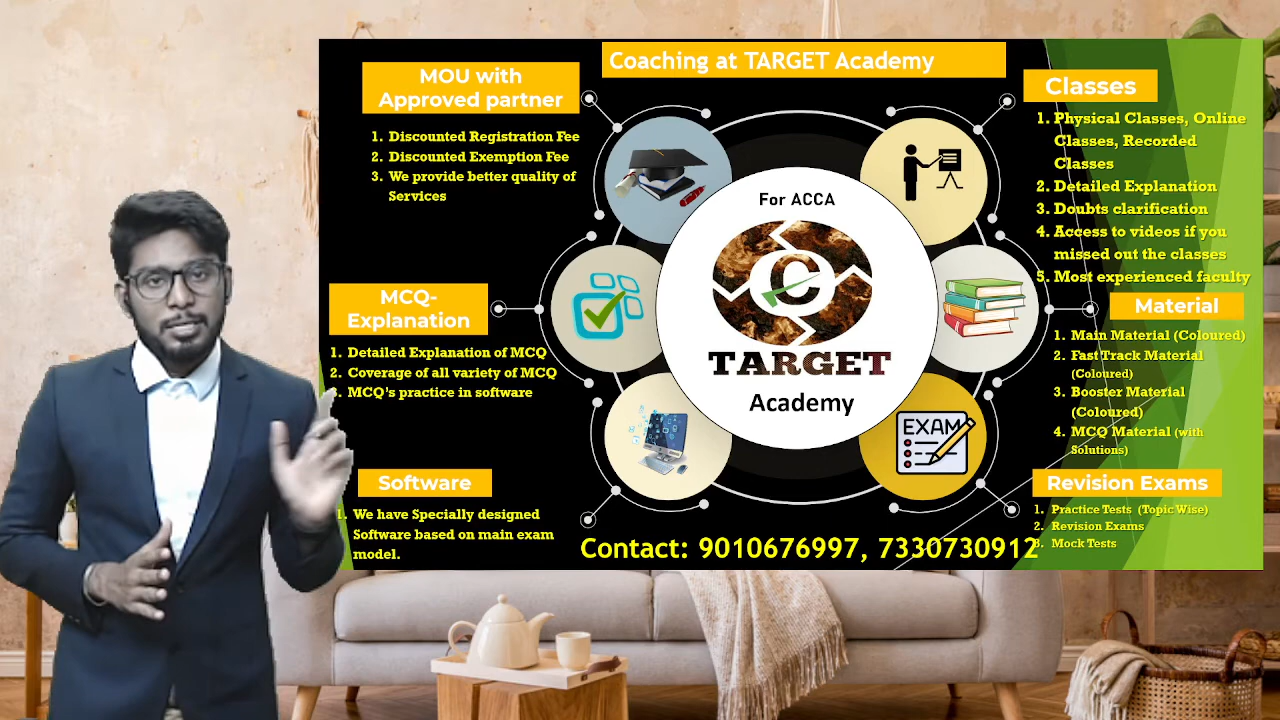 Coaching at TARGET Academy
MOU with
Approved partner
1. Discounted Registration Fee
2. Discounted Exemption Fee
3. We provide better quality of
Services
MCQ-
Explanation
1. Detailed Explanation of MCQ
2. Coverage of all variety of MCQ
3. MCQ's practice in software
Software
1. We have Specially designed
Software based on main exam
model.
For ACCA
C
TARGET
Academy
EXAM
Classes
1. Physical Classes, Online
Classes, Recorded
Classes
2. Detailed Explanation
3. Doubts clarification
4. Access to videos if you
missed out the classes
5. Most experienced faculty
Material
1. Main Material (Coloured)
2. Fast Track Material
(Coloured)
3. Booster Material
(Coloured)
4. MCQ Material (with
Solutions)
Revision Exams
1. Practice Tests (Topic Wise)
2. Revision Exams
3. Mock Tests
Contact: 9010676997, 7330730912